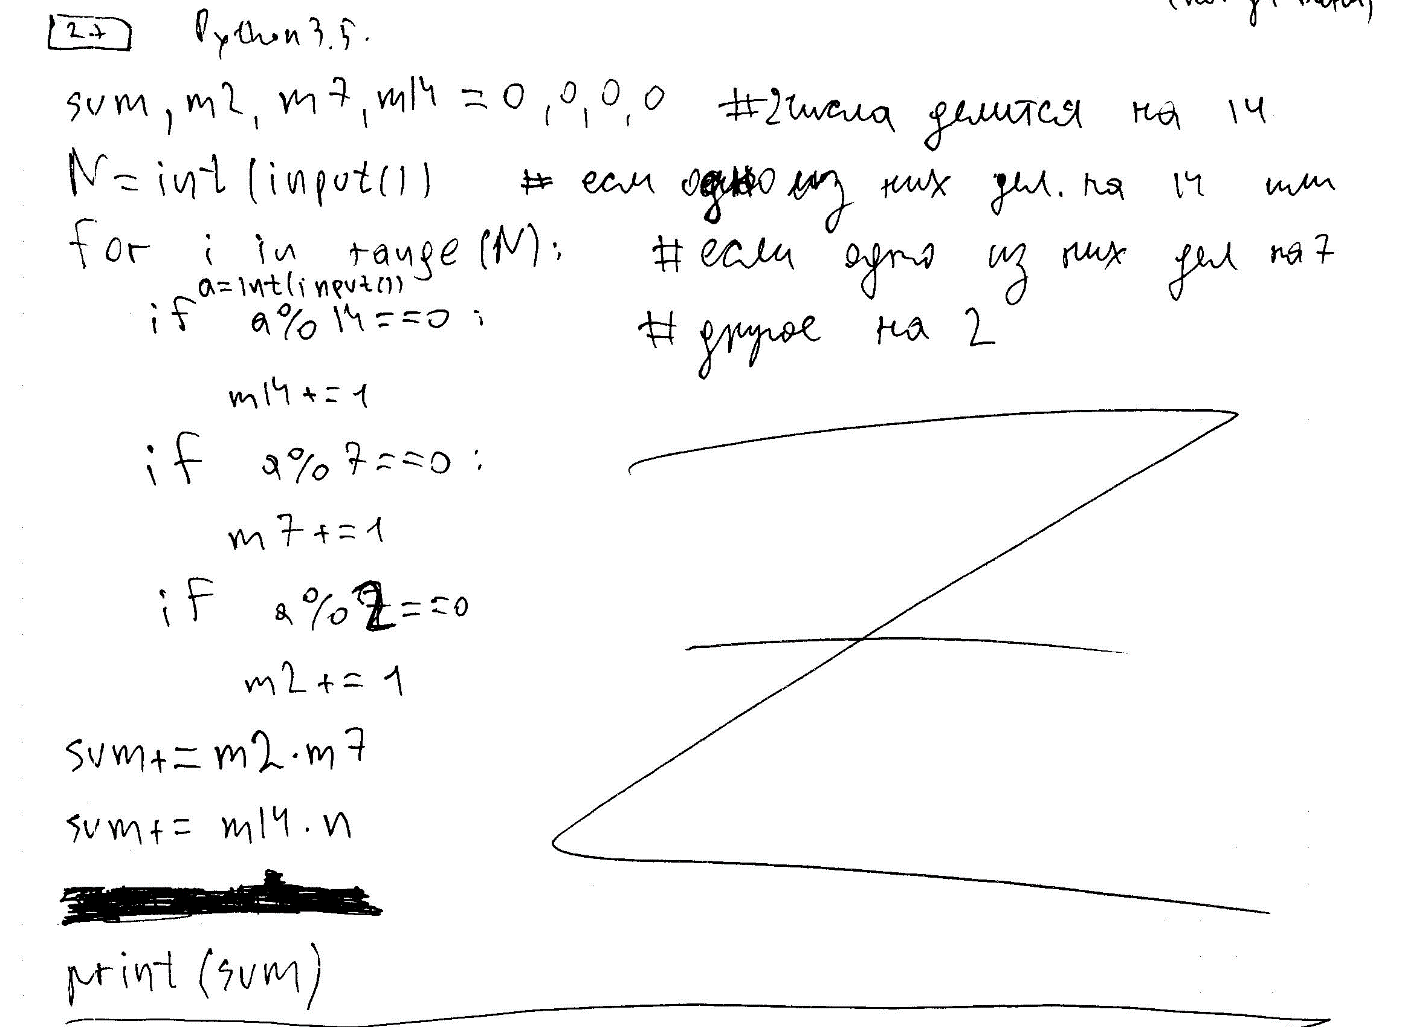 27 Python 3.5.
sum, m2, m7, m14 = 0, 0, 0, 0 #2числа делится на 14
N = int(input()) # если одно из них дел. на 14 или
for i in range(N): #если одно из них дел на 7
a=int(input())
if a%14==0: # другое на 2
m14+=1
if a%7==0:
m7+=1
if a%2==0
m2+=1
sum+=m2·m7
sum+= m14·n
print(sum)